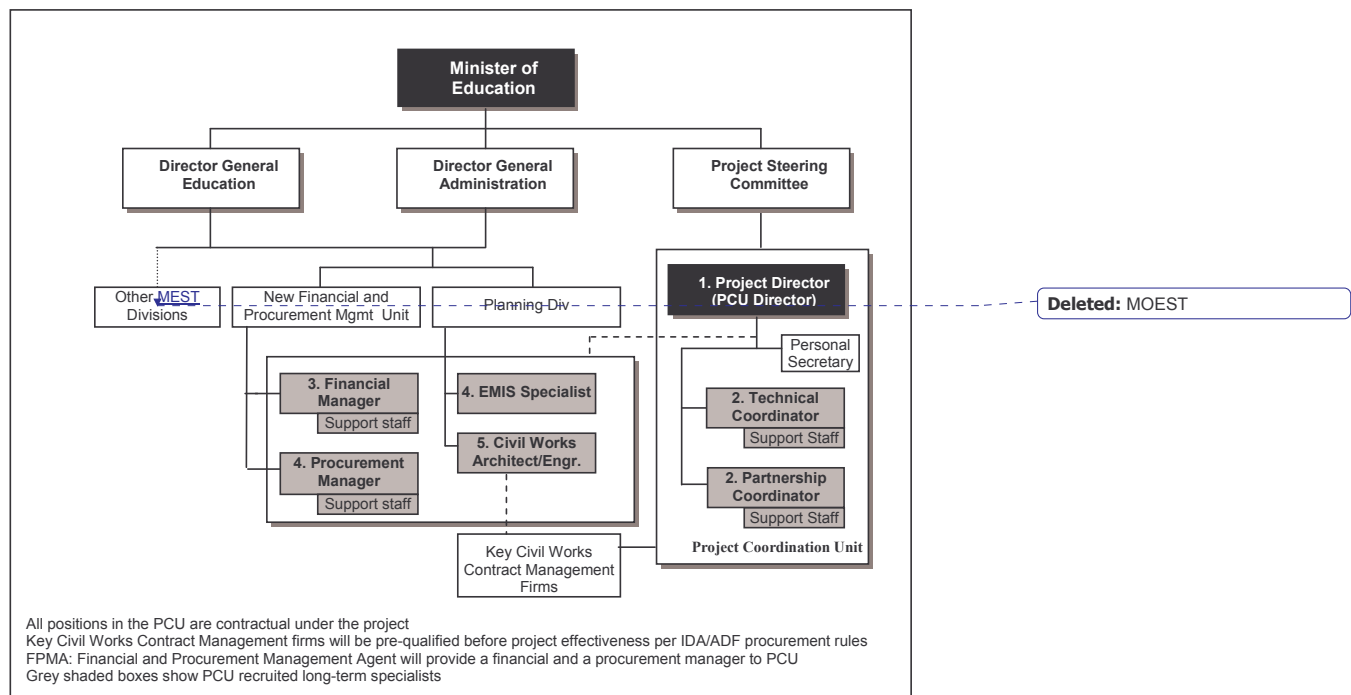 Minister of
Education
Director General
Education
Director General
Administration
Project Steering
Committee
Other MEST
Divisions
New Financial and
Procurement Mgmt Unit
Planning Div
1. Project Director
(PCU Director)
Deleted: MOEST
Personal
Secretary
3. Financial
Manager
Support staff
4. EMIS Specialist
2. Technical
Coordinator
Support Staff
4. Procurement
Manager
Support staff
5. Civil Works
Architect/Engr.
2. Partnership
Coordinator
Support Staff
Project Coordination Unit
Key Civil Works
Contract Management
Firms
All positions in the PCU are contractual under the project
Key Civil Works Contract Management firms will be pre-qualified before project effectiveness per IDA/ADF procurement rules
FPMA: Financial and Procurement Management Agent will provide a financial and a procurement manager to PCU
Grey shaded boxes show PCU recruited long-term specialists